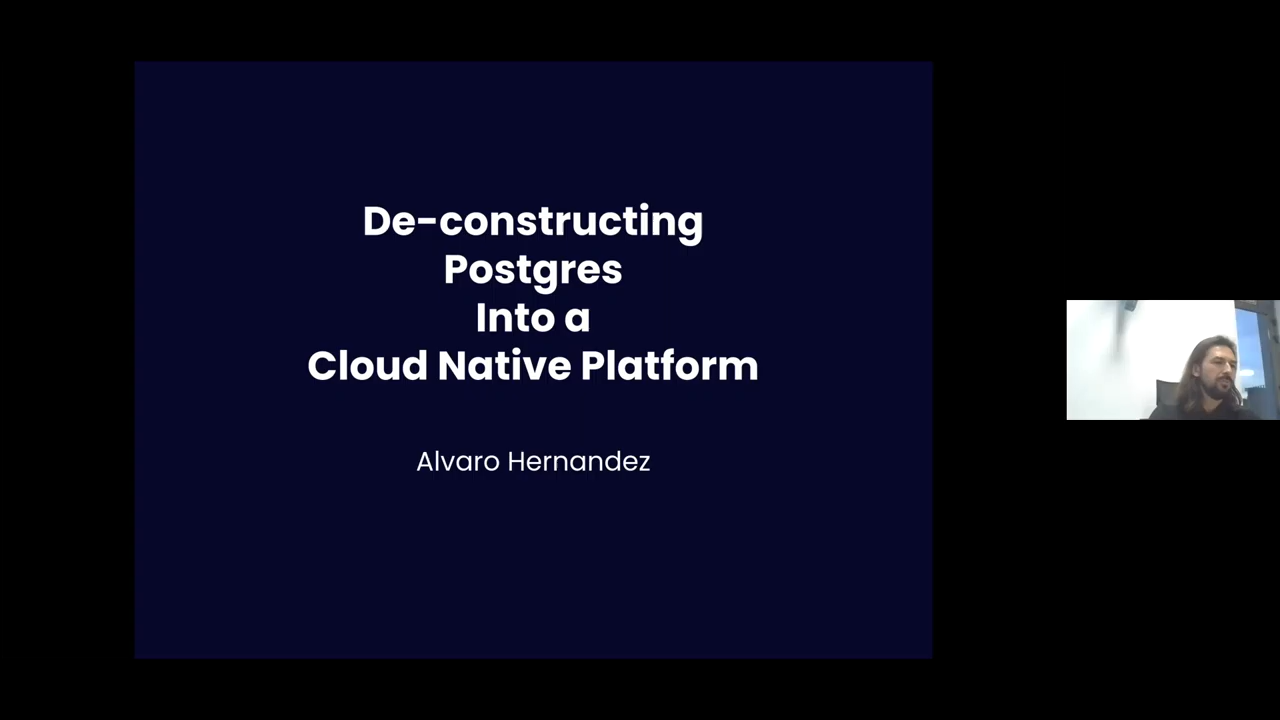 De-constructing
Postgres
Into a
Cloud Native Platform
Alvaro Hernandez